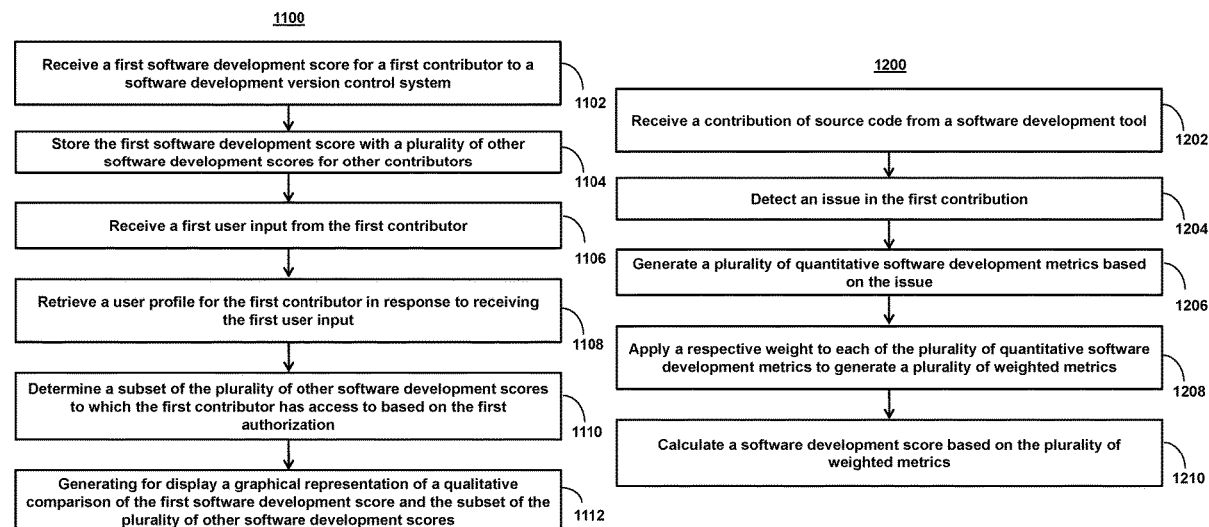 1100
Receive a first software development score for a first contributor to a
software development version control system
1102
Store the first software development score with a plurality of other
software development scores for other contributors
1104
Receive a first user input from the first contributor
1106
Retrieve a user profile for the first contributor in response to receiving
the first user input
1108
Determine a subset of the plurality of other software development scores
to which the first contributor has access to based on the first
authorization
1110
Generating for display a graphical representation of a qualitative
comparison of the first software development score and the subset of the
plurality of other software development scores
1112
1200
Receive a contribution of source code from a software development tool
1202
Detect an issue in the first contribution
1204
Generate a plurality of quantitative software development metrics based
on the issue
1206
Apply a respective weight to each of the plurality of quantitative software
development metrics to generate a plurality of weighted metrics
1208
Calculate a software development score based on the plurality of
weighted metrics
1210